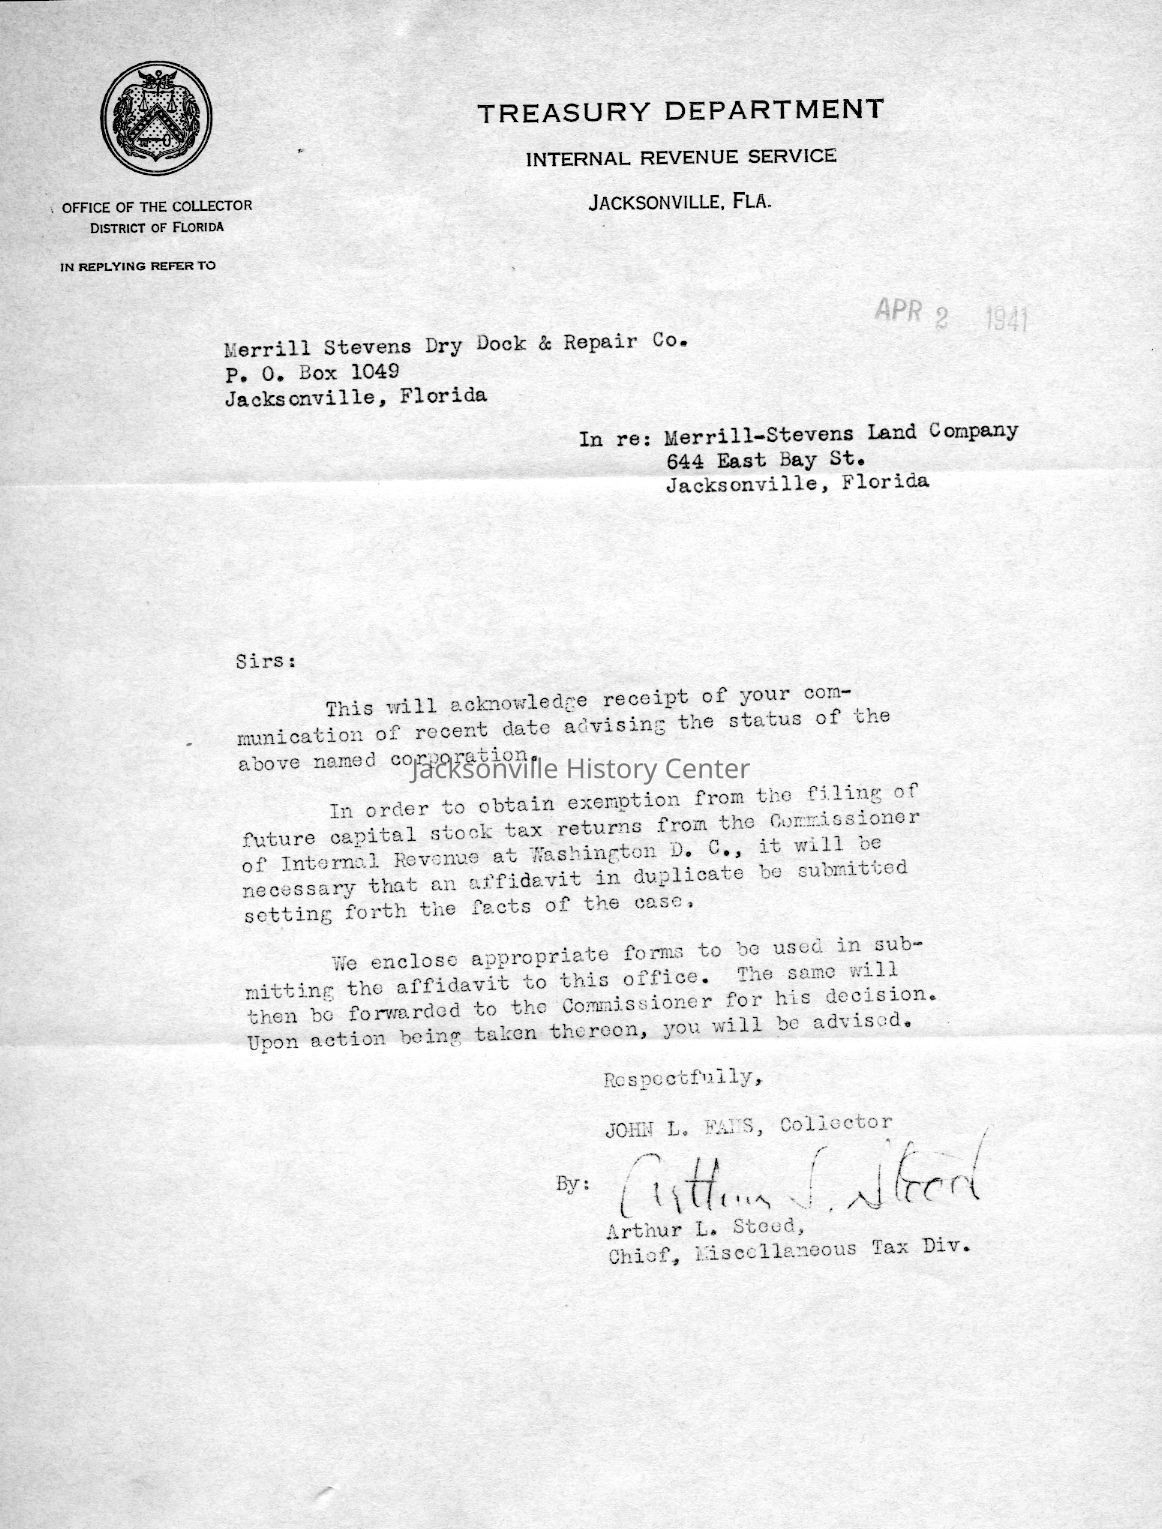 TREASURY DEPARTMENT
INTERNAL REVENUE SERVICE
JACKSONVILLE, FLA.
OFFICE OF THE COLLECTOR
DISTRICT OF FLORIDA
IN REPLYING REFER TO
APR 2 1941
Merrill Stevens Dry Dock & Repair Co.
P. O. Box 1049
Jacksonville, Florida
In re: Merrill-Stevens Land Company
644 East Bay St.
Jacksonville, Florida
Sirs:
This will acknowledge receipt of your com-
munication of recent date advising the status of the
above named corporation.
Jacksonville History Center
In order to obtain exemption from the filing of
future capital stock tax returns from the Commissioner
of Internal Revenue at Washington D. C., it will be
necessary that an affidavit in duplicate be submitted
setting forth the facts of the case.
We enclose appropriate forms to be used in sub-
mitting the affidavit to this office. The same will
then be forwarded to the Commissioner for his decision.
Upon action being taken thereon, you will be advised.
Respectfully,
JOHN L. FAHS, Collector
By: Arthur L. Steed
Arthur L. Steed,
Chief, Miscellaneous Tax Div.